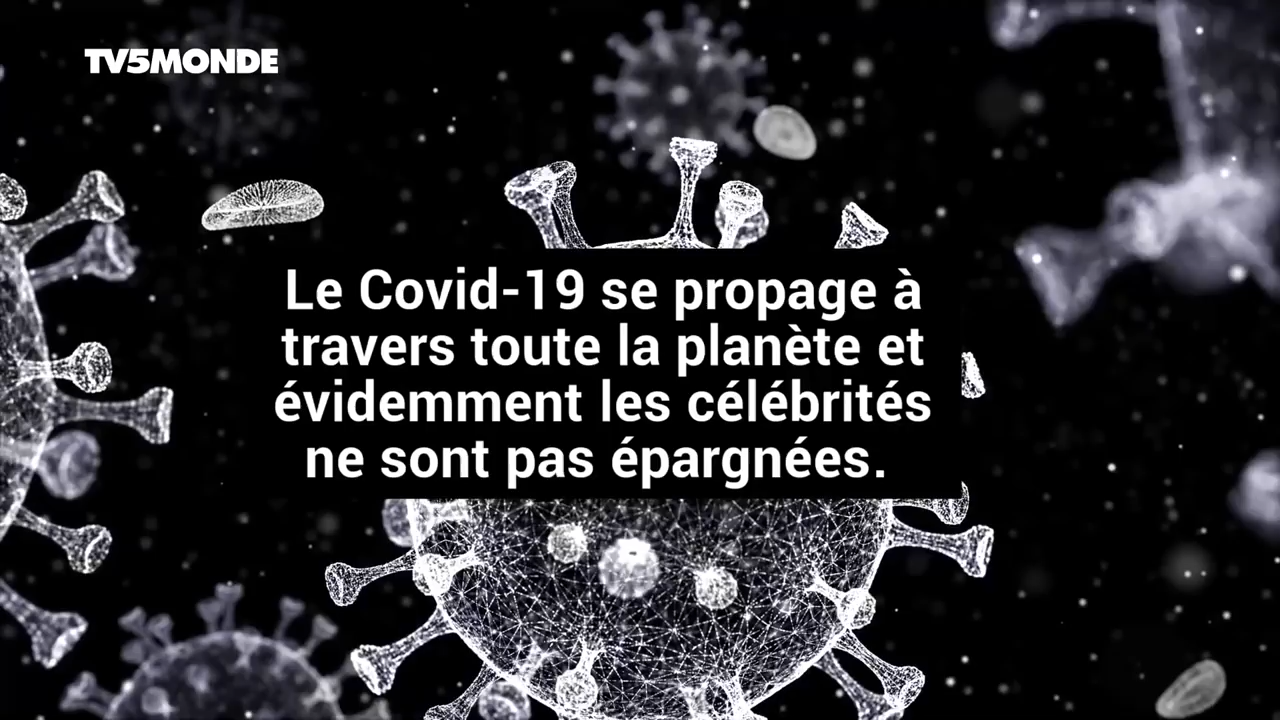 TV5MONDE
Le Covid-19 se propage à
travers toute la planète et
évidemment les célébrités
ne sont pas épargnées.